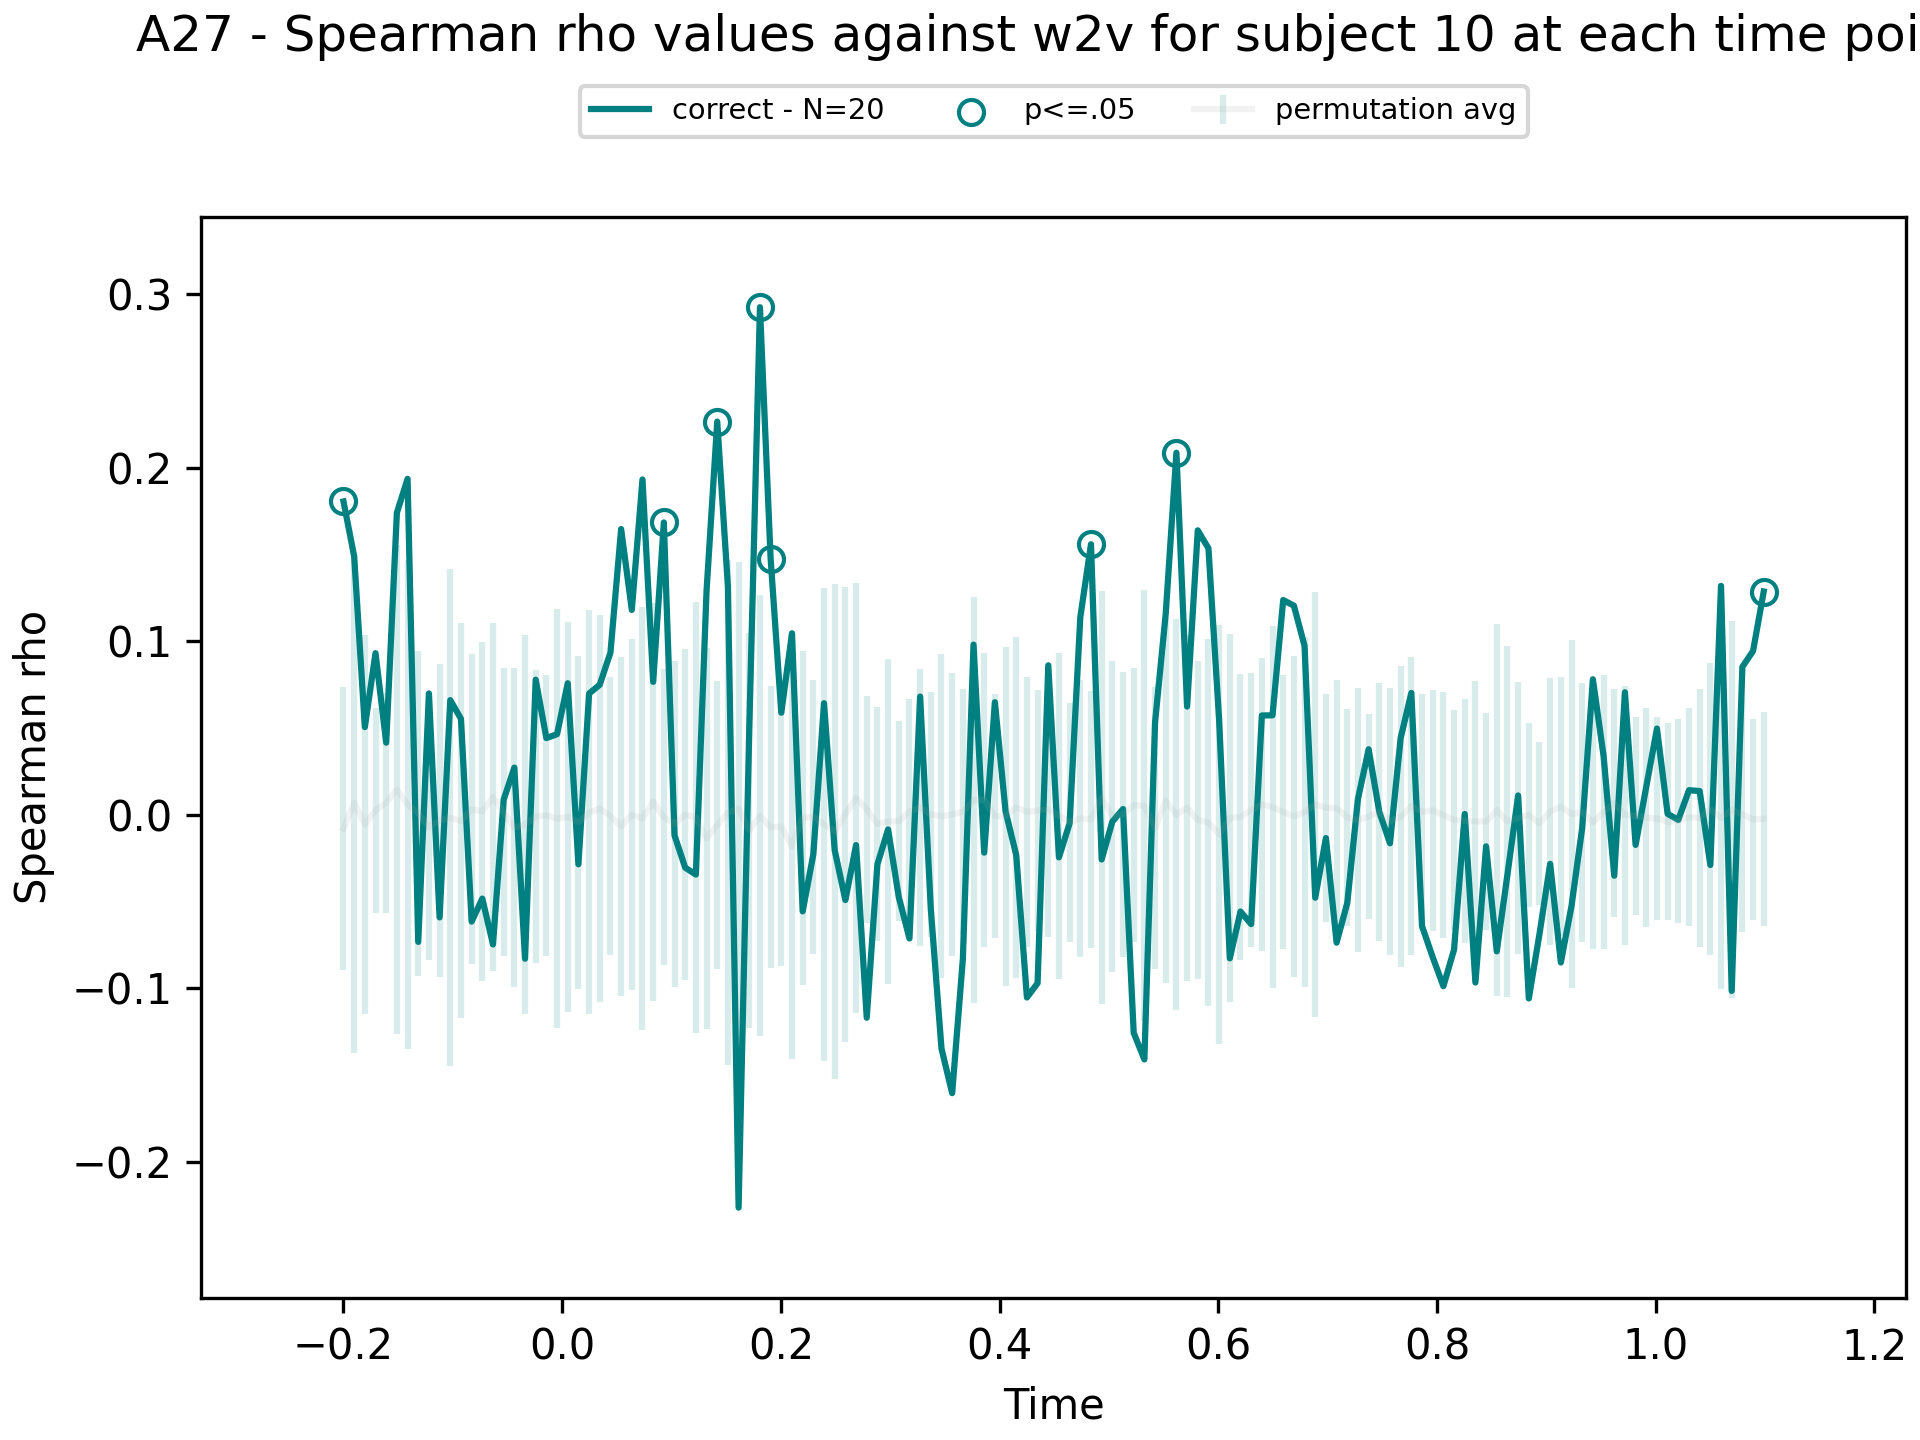 A27 - Spearman rho values against w2v for subject 10 at each time poi
correct - N=20 p<=.05 permutation avg
Spearman rho
0.3
0.2
0.1
0.0
−0.1
−0.2
−0.2 0.0 0.2 0.4 0.6 0.8 1.0 1.2
Time